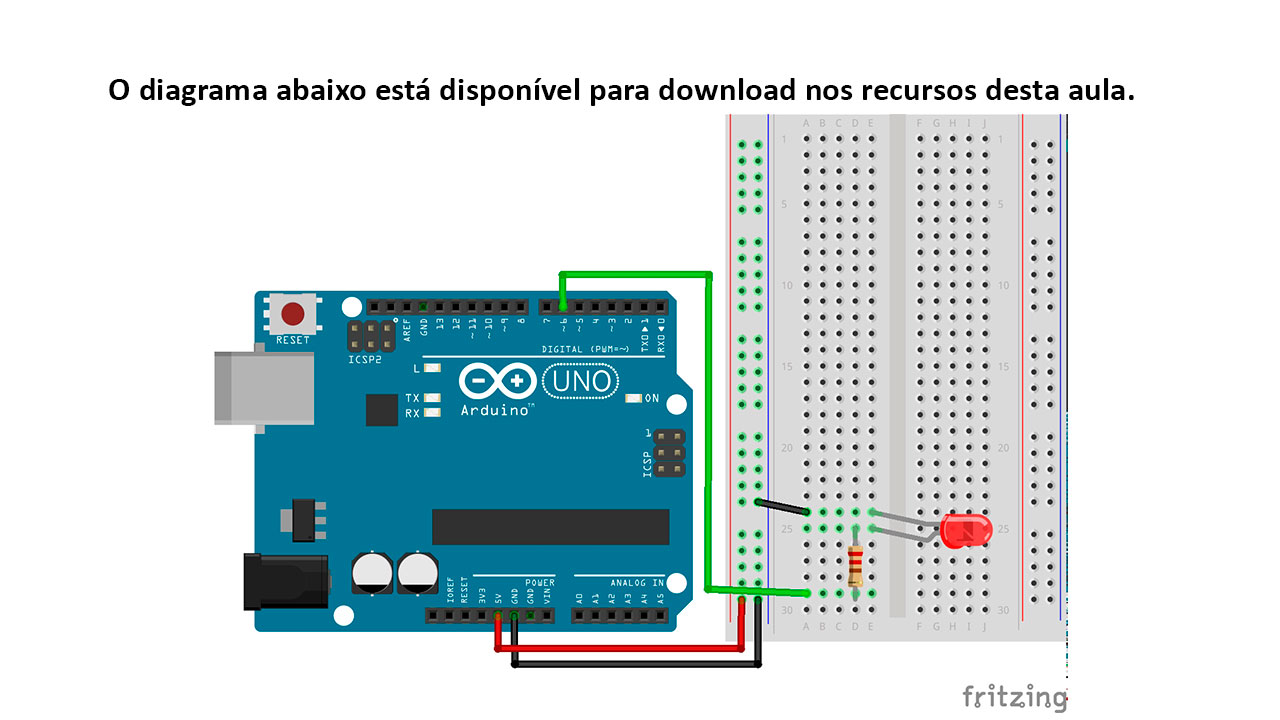 O diagrama abaixo está disponível para download nos recursos desta aula.
A B C D E F G H I J
1 1
5 5
10 10
15 15
20 20
25 25
30 30
A B C D E F G H I J
RESET
ICSP2
AREF
GND
13
12
~11
~10
~9
8
7
~6
~5
4
~3
2
TX0▶1
RX0◀0
DIGITAL (PWM=~)
L
TX
RX
UNO
Arduino™
ON
1
ICSP
IOREF
RESET
3V3
5V
GND
GND
VIN
POWER
ANALOG IN
A0
A1
A2
A3
A4
A5
fritzing